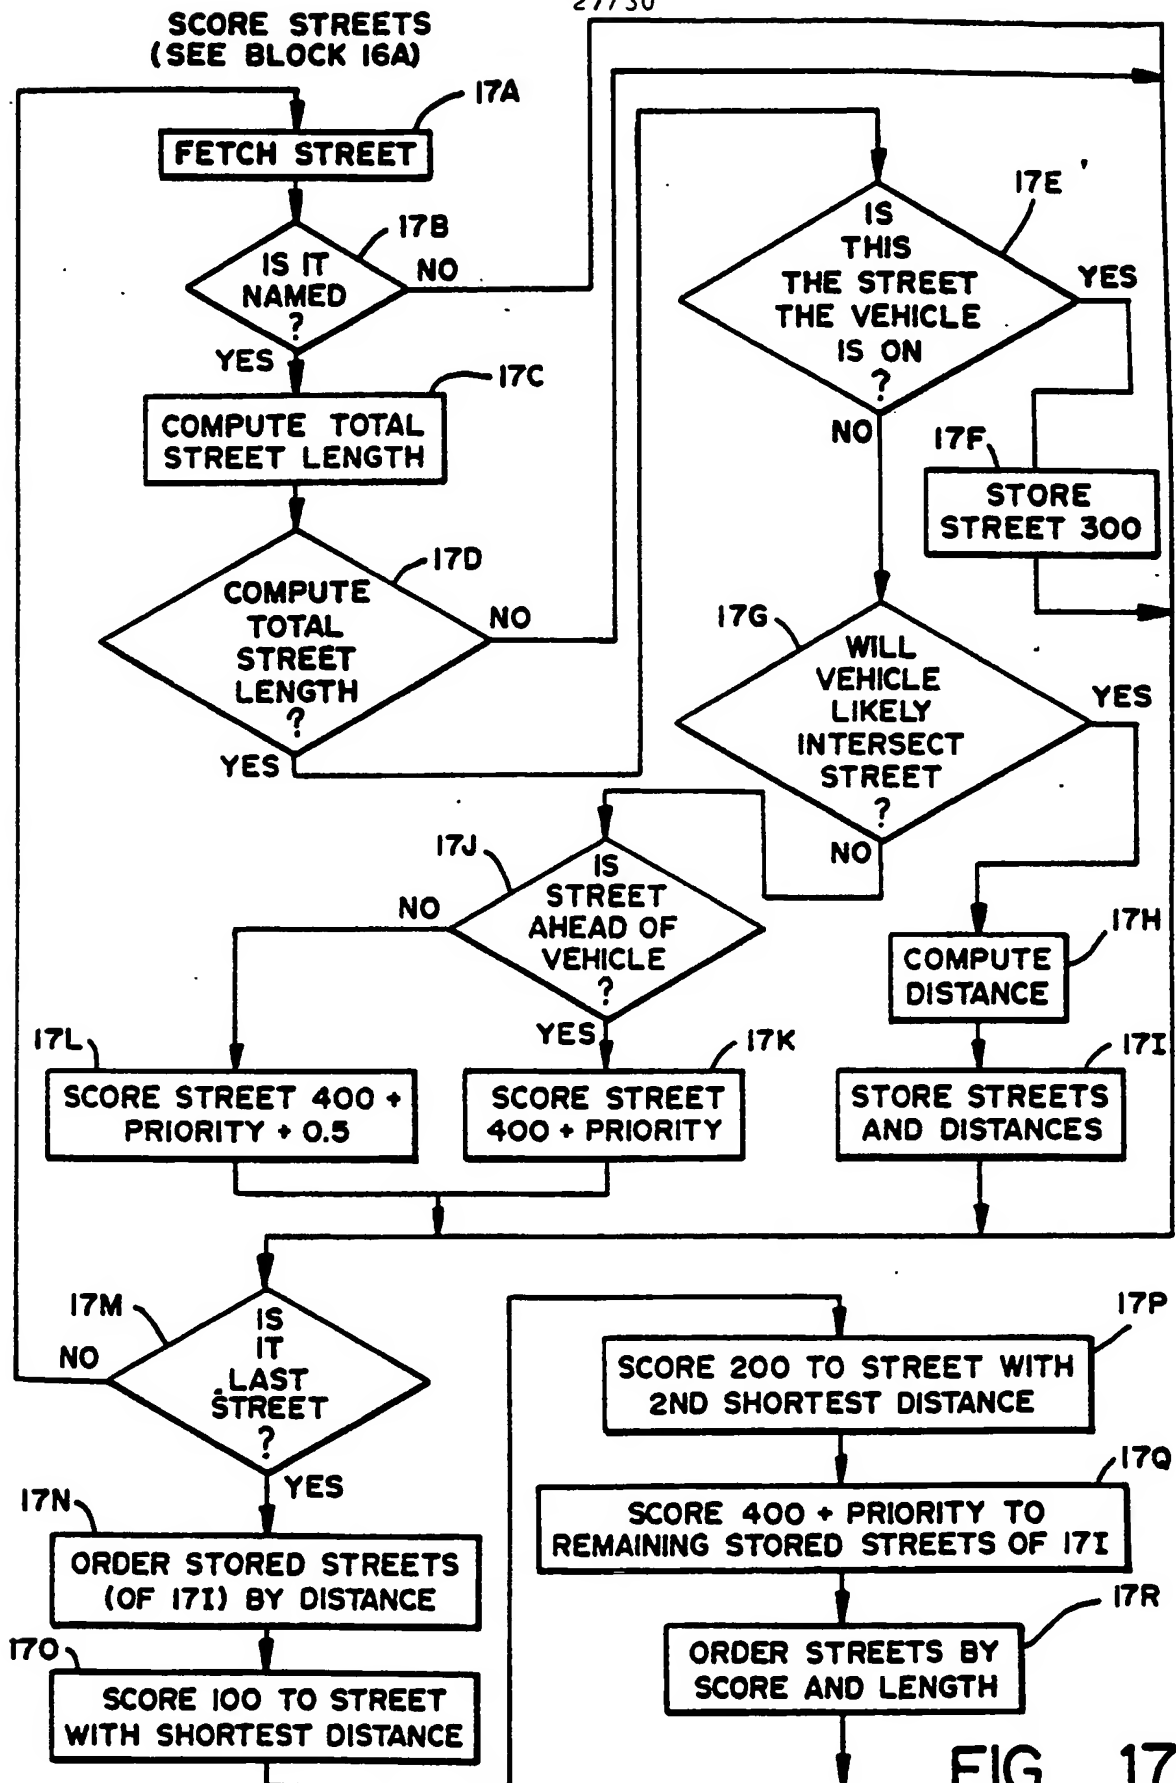 27/30
SCORE STREETS
(SEE BLOCK 16A)
17A
FETCH STREET
17B
IS IT
NAMED
?
NO
YES
17C
COMPUTE TOTAL
STREET LENGTH
17D
COMPUTE
TOTAL
STREET
LENGTH
?
NO
YES
17E
IS
THIS
THE STREET
THE VEHICLE
IS ON
?
YES
NO
17F
STORE
STREET 300
17G
WILL
VEHICLE
LIKELY
INTERSECT
STREET
?
YES
NO
17H
COMPUTE
DISTANCE
17I
STORE STREETS
AND DISTANCES
17J
IS
STREET
AHEAD OF
VEHICLE
?
NO
YES
17K
SCORE STREET
400 + PRIORITY
17L
SCORE STREET 400 +
PRIORITY + 0.5
17M
IS
IT
LAST
STREET
?
NO
YES
17N
ORDER STORED STREETS
(OF 17I) BY DISTANCE
17O
SCORE 100 TO STREET
WITH SHORTEST DISTANCE
17P
SCORE 200 TO STREET WITH
2ND SHORTEST DISTANCE
17Q
SCORE 400 + PRIORITY TO
REMAINING STORED STREETS OF 17I
17R
ORDER STREETS BY
SCORE AND LENGTH
FIG 17